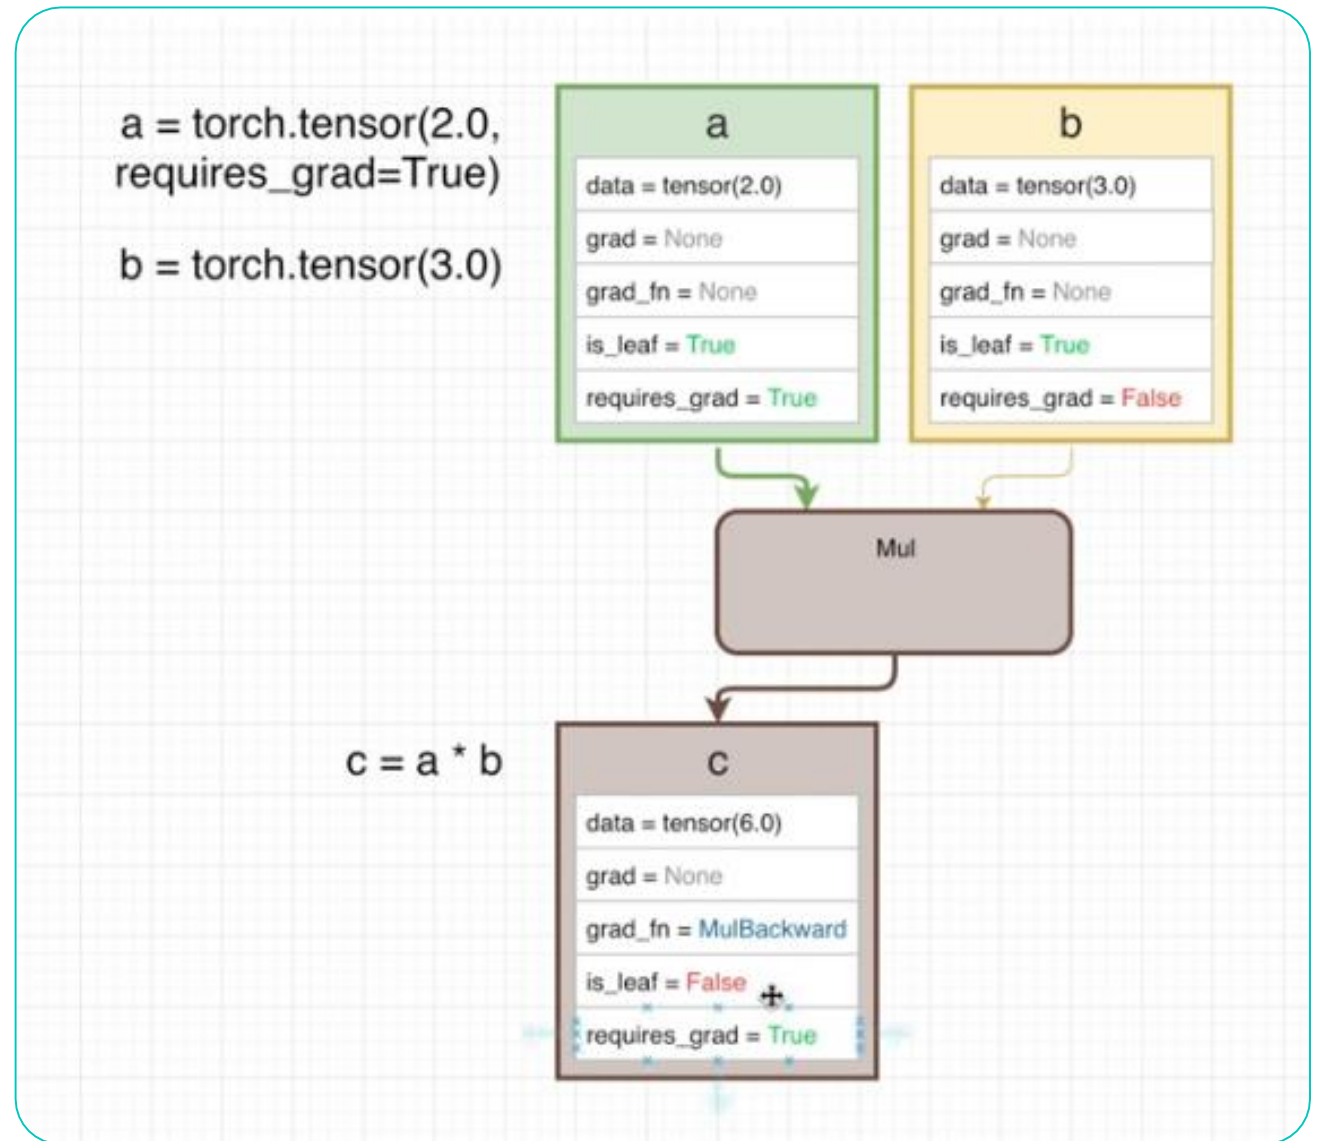 a = torch.tensor(2.0,
requires_grad=True)
b = torch.tensor(3.0)
a
data = tensor(2.0)
grad = None
grad_fn = None
is_leaf = True
requires_grad = True
b
data = tensor(3.0)
grad = None
grad_fn = None
is_leaf = True
requires_grad = False
Mul
c = a * b
c
data = tensor(6.0)
grad = None
grad_fn = MulBackward
is_leaf = False
requires_grad = True